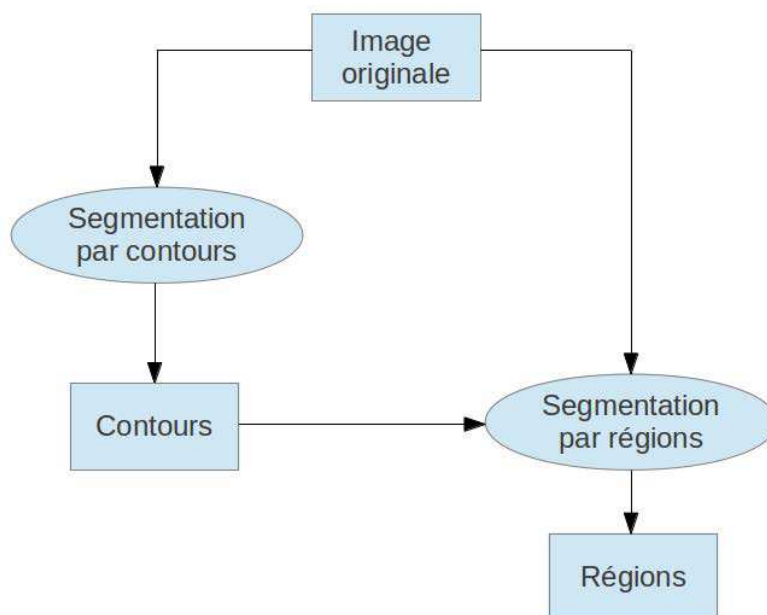 Image
originale
Segmentation
par contours
Contours
Segmentation
par régions
Régions